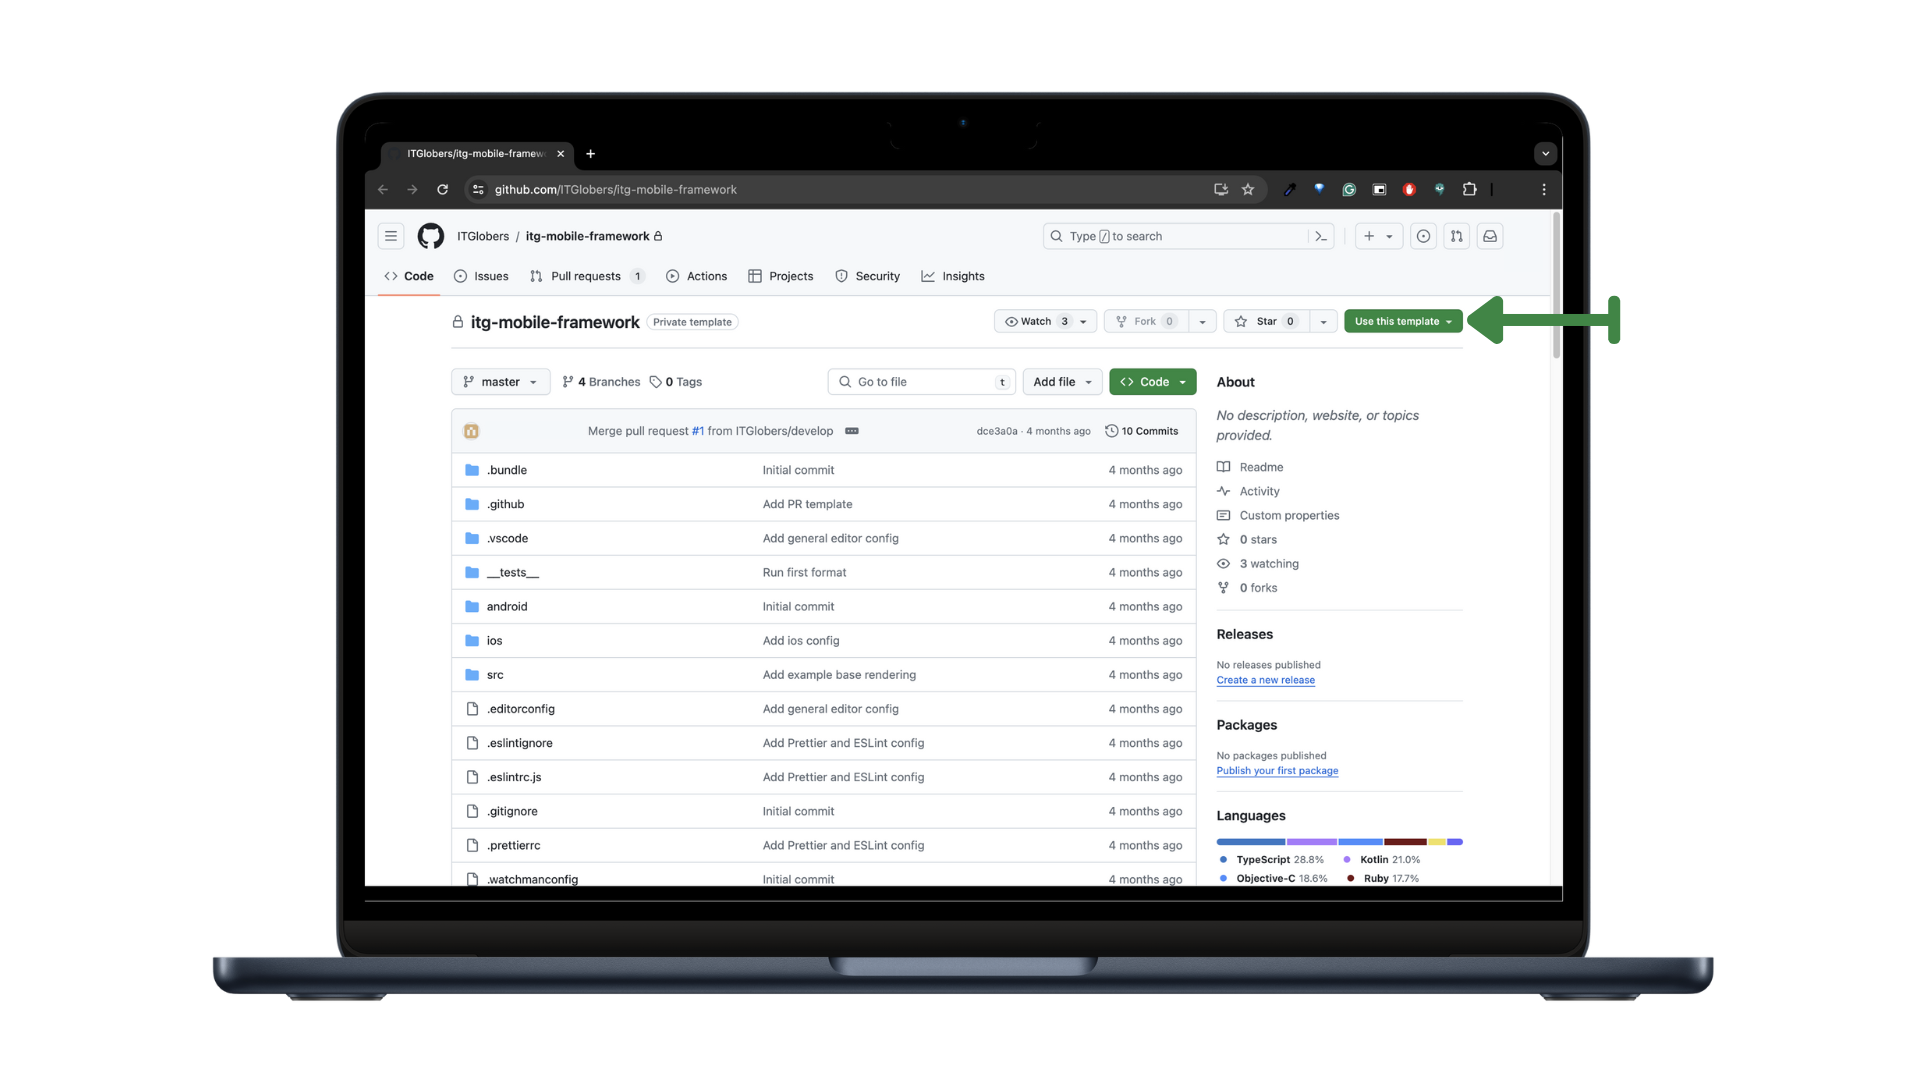 ITGlobers/itg-mobile-framew
github.com/ITGlobers/itg-mobile-framework
ITGlobers / itg-mobile-framework
Type / to search
Code Issues Pull requests 1 Actions Projects Security Insights
itg-mobile-framework Private template
Watch 3 Fork 0 Star 0 Use this template
master 4 Branches 0 Tags Go to file t Add file Code
Merge pull request #1 from ITGlobers/develop dce3a0a · 4 months ago 10 Commits
.bundle Initial commit 4 months ago
.github Add PR template 4 months ago
.vscode Add general editor config 4 months ago
__tests__ Run first format 4 months ago
android Initial commit 4 months ago
ios Add ios config 4 months ago
src Add example base rendering 4 months ago
.editorconfig Add general editor config 4 months ago
.eslintignore Add Prettier and ESLint config 4 months ago
.eslintrc.js Add Prettier and ESLint config 4 months ago
.gitignore Initial commit 4 months ago
.prettierrc Add Prettier and ESLint config 4 months ago
.watchmanconfig Initial commit 4 months ago
About
No description, website, or topics
provided.
Readme
Activity
Custom properties
0 stars
3 watching
0 forks
Releases
No releases published
Create a new release
Packages
No packages published
Publish your first package
Languages
TypeScript 28.8% Kotlin 21.0%
Objective-C 18.6% Ruby 17.7%